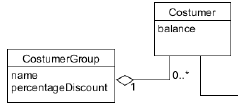 Costumer
balance
CostumerGroup
name
percentageDiscount
1
0..*